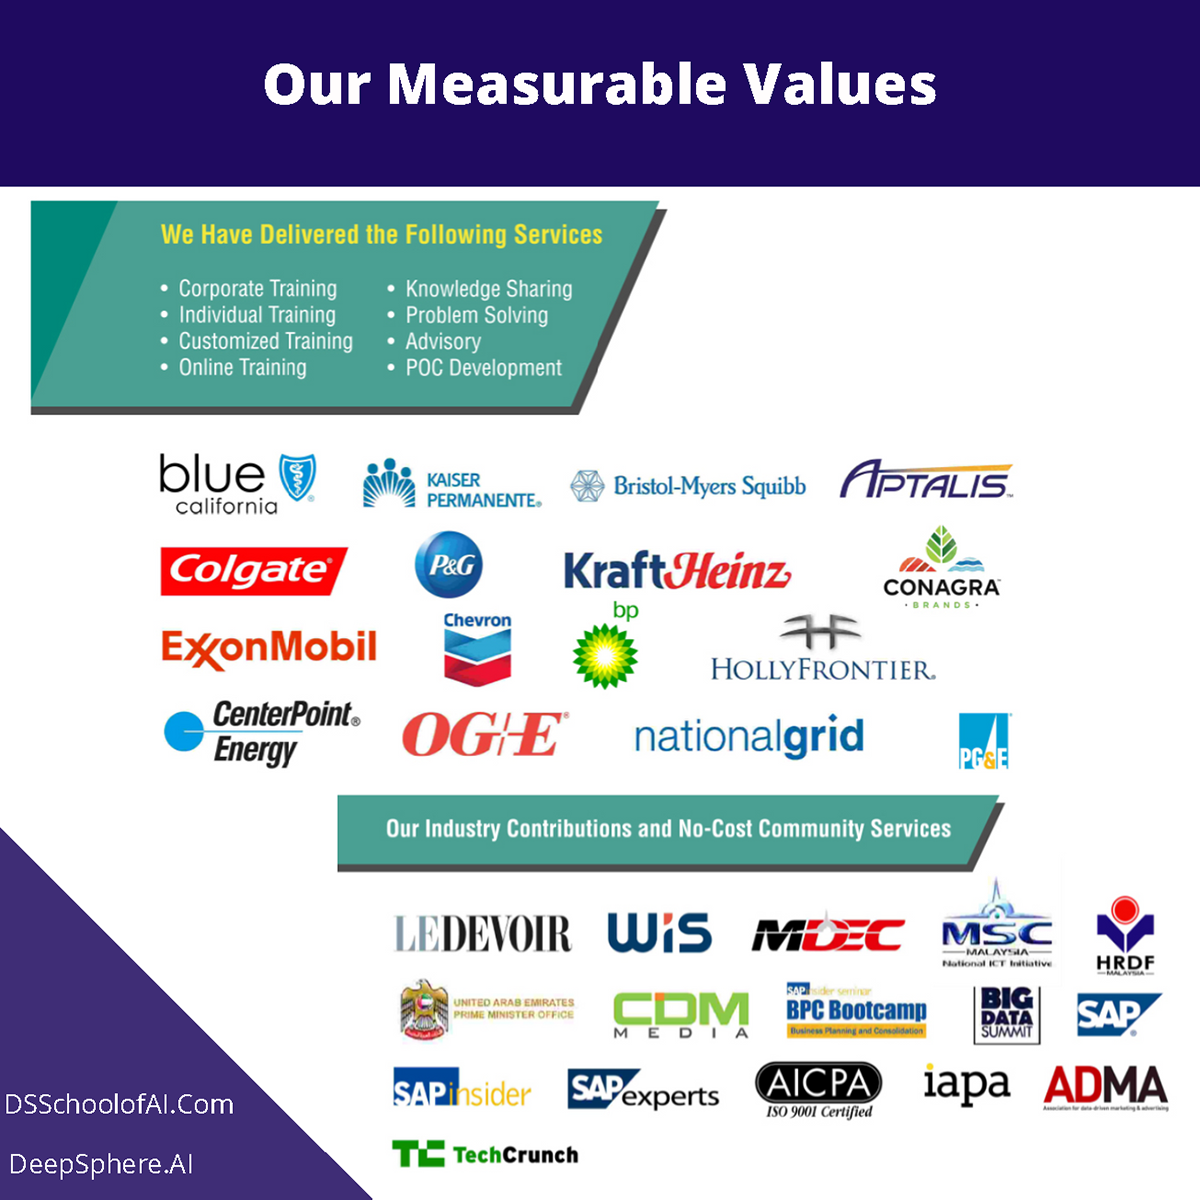 Our Measurable Values
We Have Delivered the Following Services
• Corporate Training
• Individual Training
• Customized Training
• Online Training
• Knowledge Sharing
• Problem Solving
• Advisory
• POC Development
blue
california
KAISER
PERMANENTE®
Bristol-Myers Squibb
APTALIS™
Colgate®
P&G
KraftHeinz
CONAGRA
• BRANDS •
ExxonMobil
Chevron
bp
HOLLYFRONTIER®
CenterPoint®
Energy
OG+E®
nationalgrid
PG&E
Our Industry Contributions and No-Cost Community Services
LEDEVOIR
WiS
MDEC
MSC
MALAYSIA
National ICT Initiative
HRDF
MALAYSIA
UNITED ARAB EMIRATES
PRIME MINISTER OFFICE
CDM
MEDIA
SAPinsider seminar
BPC Bootcamp
Business Planning and Consolidation
BIG
DATA
SUMMIT
SAP®
SAPinsider
SAPexperts
AICPA
ISO 9001 Certified
iapa
ADMA
Association for data-driven marketing & advertising
TC TechCrunch
DSSchoolofAI.Com
DeepSphere.AI